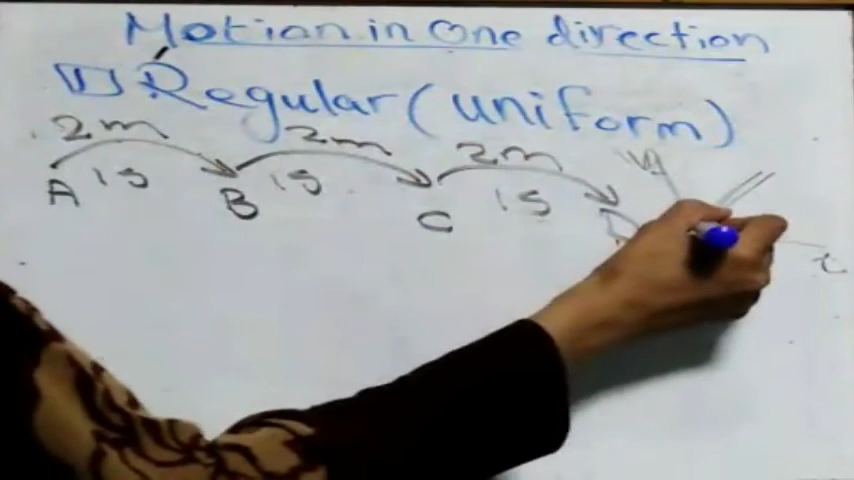 Motion in One direction
1 Regular (uniform)
2m 2m 2m
A 1s B 1s C 1s D
t